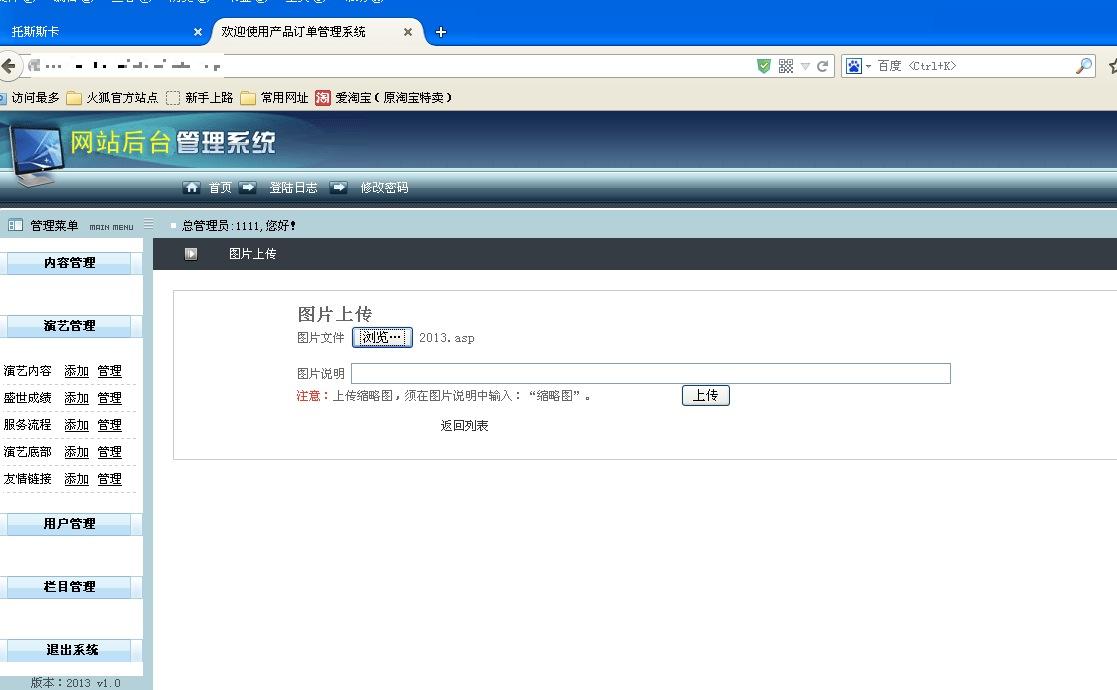 托斯斯卡
欢迎使用产品订单管理系统
百度 <Ctrl+K>
访问最多 火狐官方站点 新手上路 常用网址 淘 爱淘宝(原淘宝特卖)
网站后台管理系统
首页 登陆日志 修改密码
管理菜单 MAIN MENU
总管理员:1111,您好!
图片上传
内容管理
演艺管理
演艺内容 添加 管理
盛世成绩 添加 管理
服务流程 添加 管理
演艺底部 添加 管理
友情链接 添加 管理
用户管理
栏目管理
退出系统
版本:2013 v1.0
图片上传
图片文件 浏览… 2013.asp
图片说明
注意:上传缩略图,须在图片说明中输入:“缩略图”。
上传
返回列表